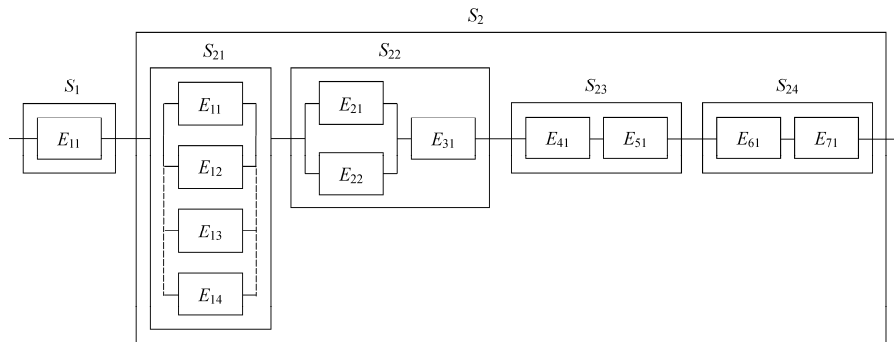 S₂
S₁
S₂₁
S₂₂
S₂₃
S₂₄
E₁₁
E₁₁
E₁₂
E₁₃
E₁₄
E₂₁
E₂₂
E₃₁
E₄₁
E₅₁
E₆₁
E₇₁